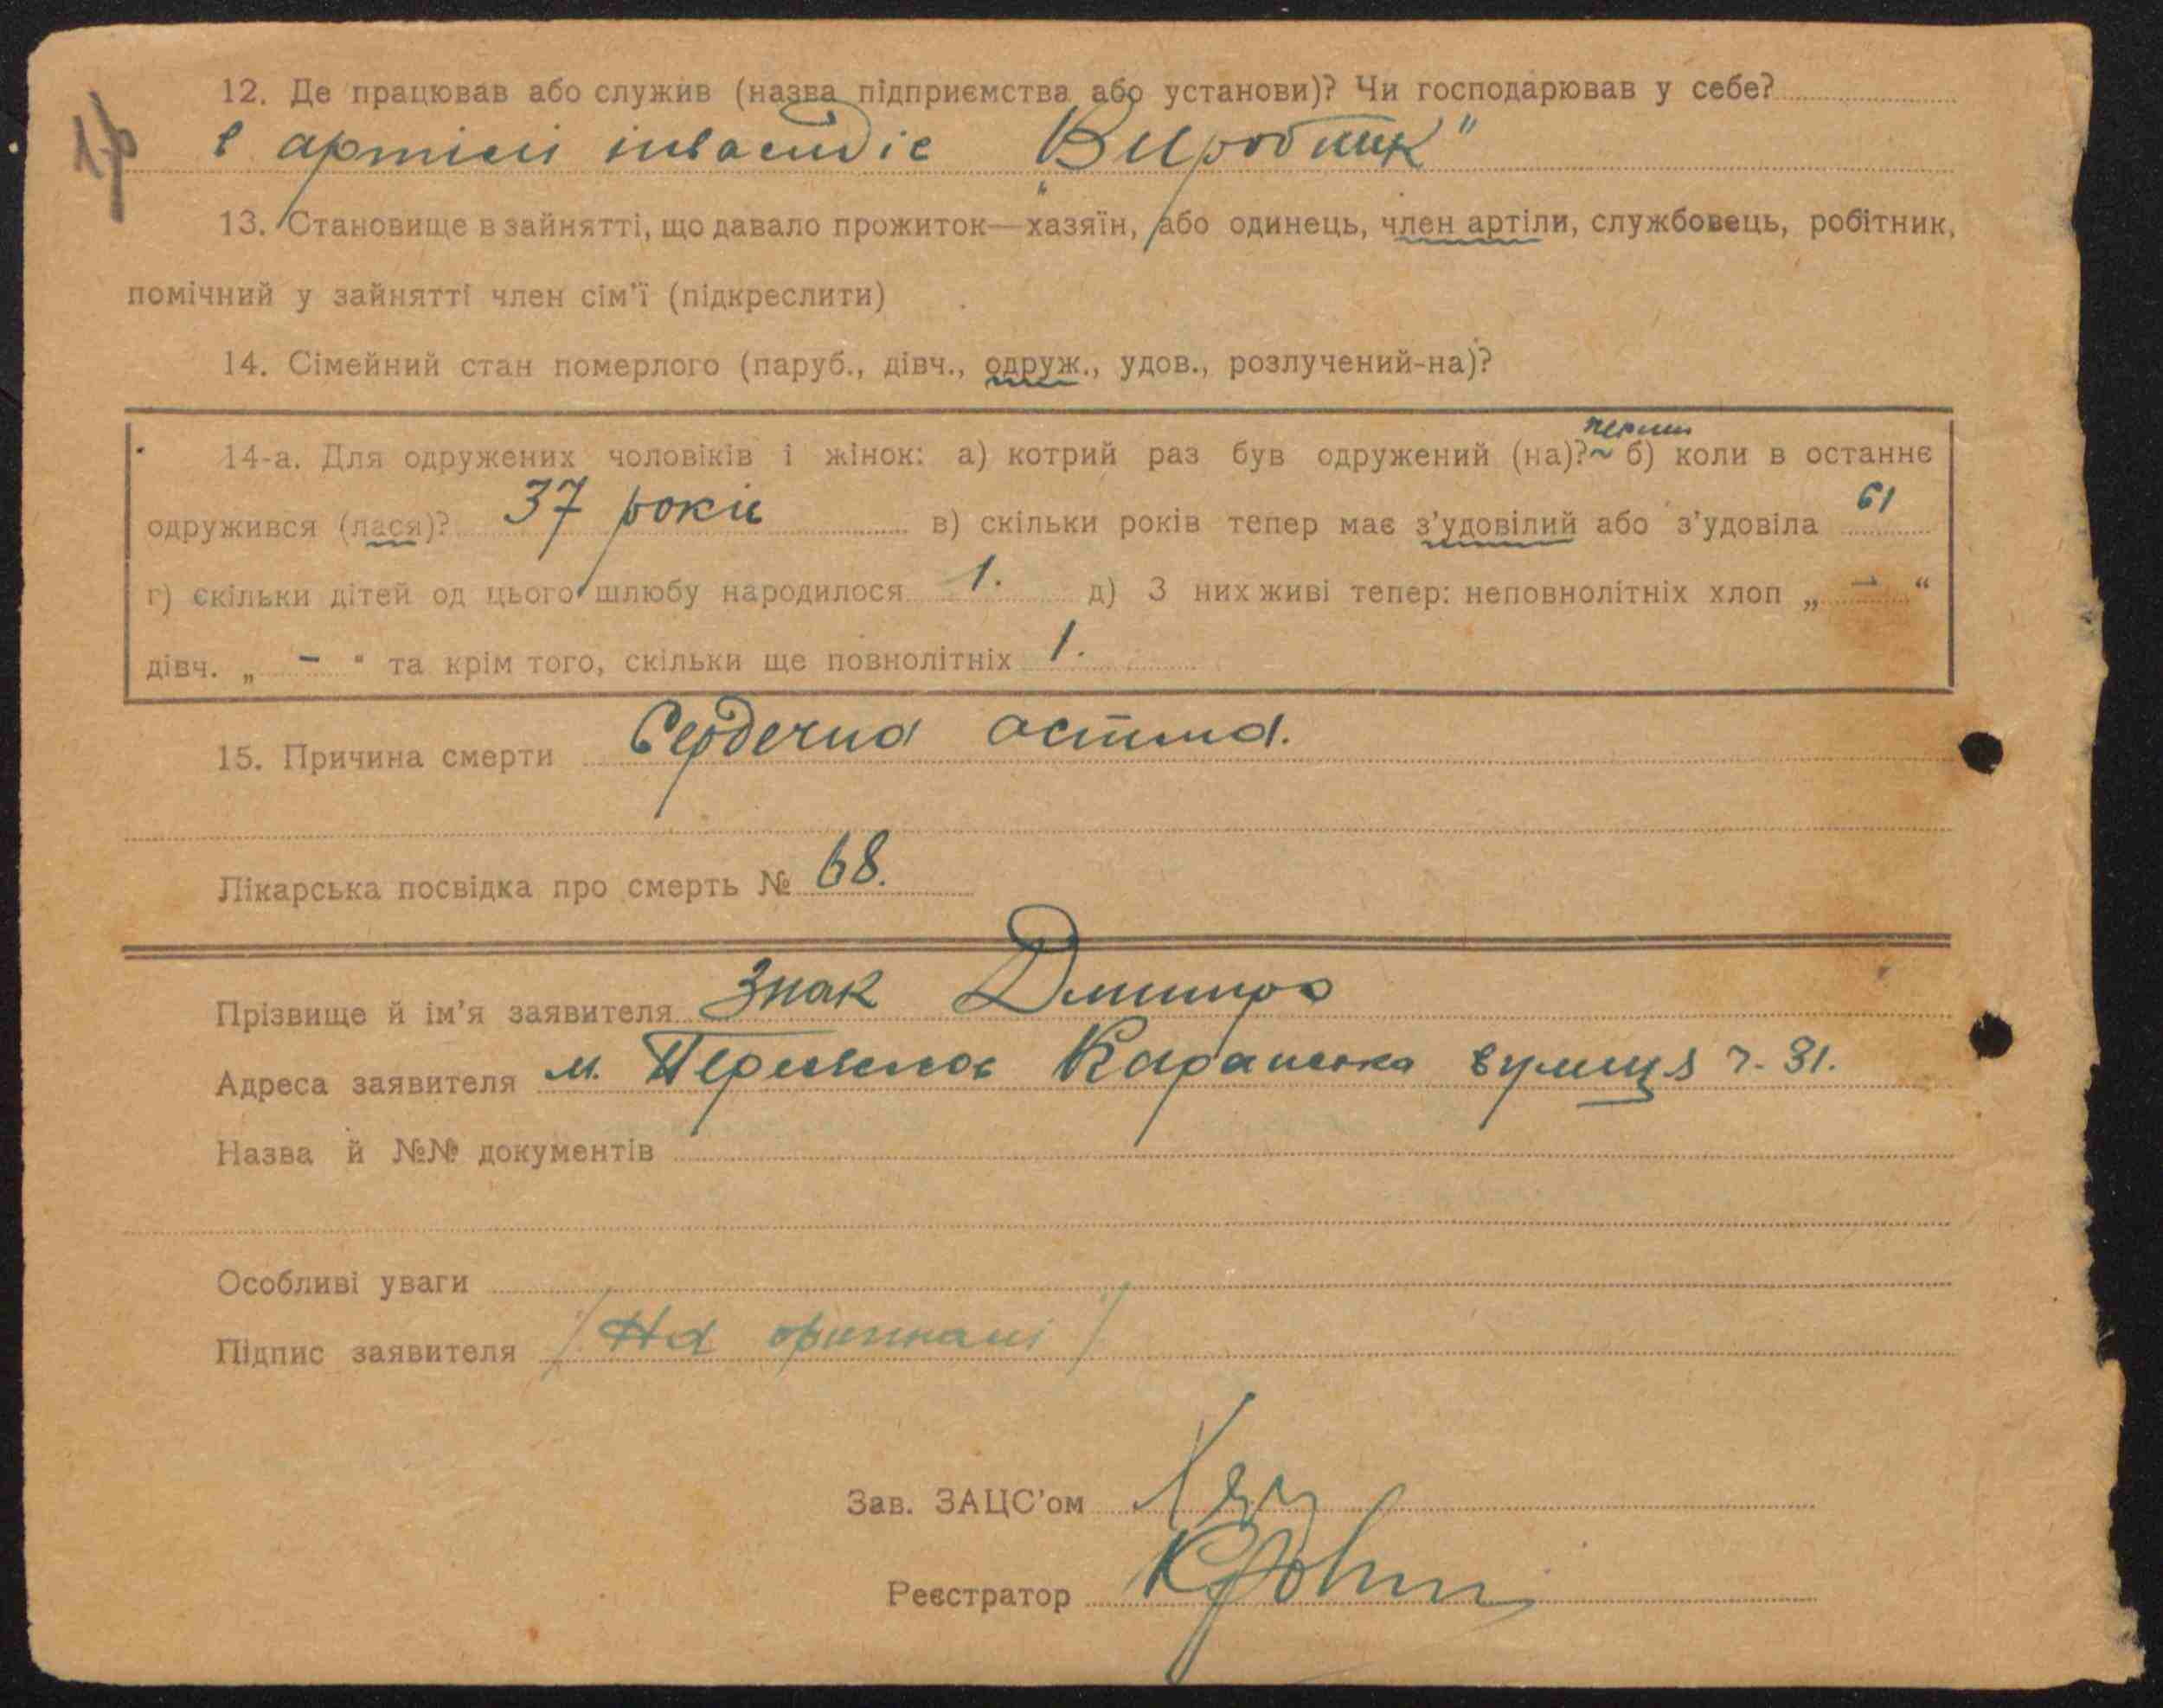 12. Де працював або служив (назва підприємства або установи)? Чи господарював у себе?
в артілі інвалідів „Виробник"
13. Становище в зайнятті, що давало прожиток—хазяїн, або одинець, член артіли, службовець, робітник,
помічний у зайнятті член сім'ї (підкреслити)
14. Сімейний стан померлого (паруб., дівч., одруж., удов., розлучений-на)?
перший
14-а. Для одружених чоловіків і жінок: а) котрий раз був одружений (на)? б) коли в останнє
одружився (лася)? 37 років в) скільки років тепер має з'удовілий або з'удовіла 61
г) скільки дітей од цього шлюбу народилося 1. д) З них живі тепер: неповнолітніх хлоп „ — “
дівч. „ — “ та крім того, скільки ще повнолітніх 1.
15. Причина смерти Сердечна астма.
Лікарська посвідка про смерть № 68.
Прізвище й ім'я заявителя Знак Дмитро
Адреса заявителя м. вулиця ч. 31.
Назва й №№ документів
Особливі уваги
Підпис заявителя /На оригіналі/
Зав. ЗАЦС'ом
Реєстратор